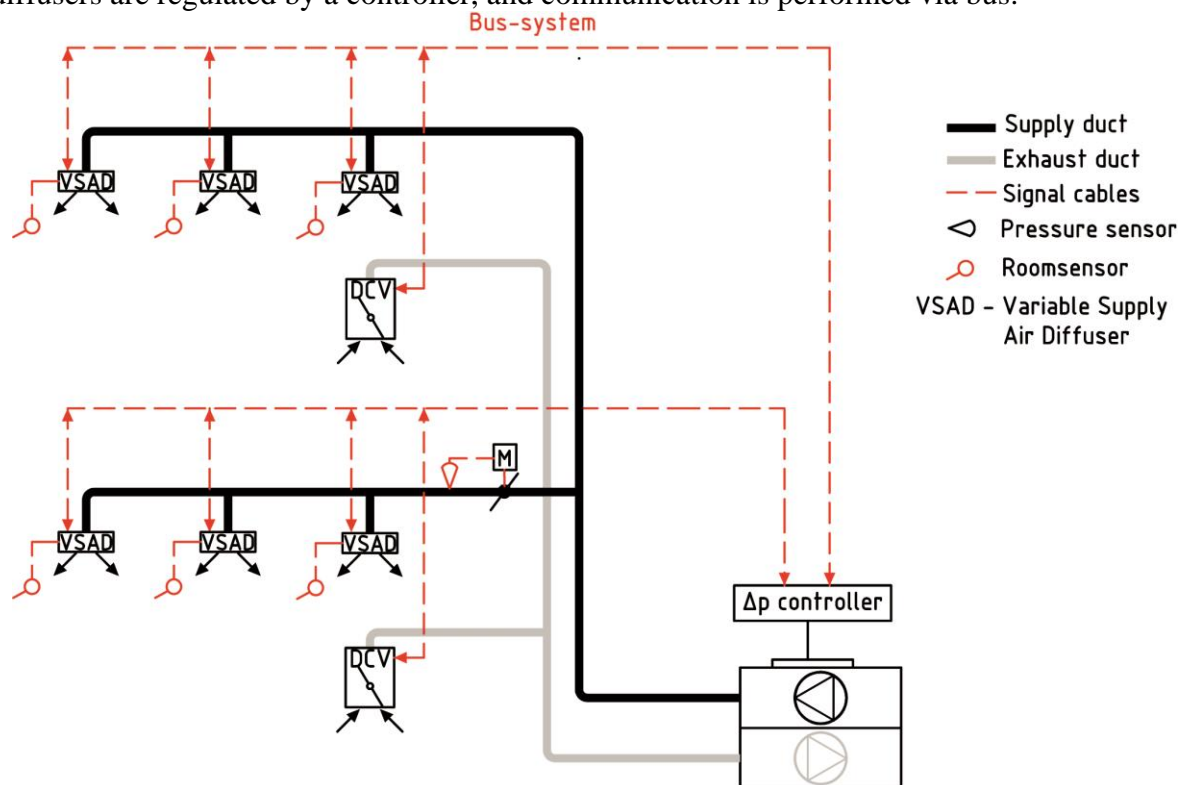 diffusers are regulated by a controller, and communication is performed via bus.
Bus-system
Supply duct
Exhaust duct
Signal cables
Pressure sensor
Roomsensor
VSAD - Variable Supply
Air Diffuser
VSAD
VSAD
VSAD
DCV
M
VSAD
VSAD
VSAD
Δp controller
DCV